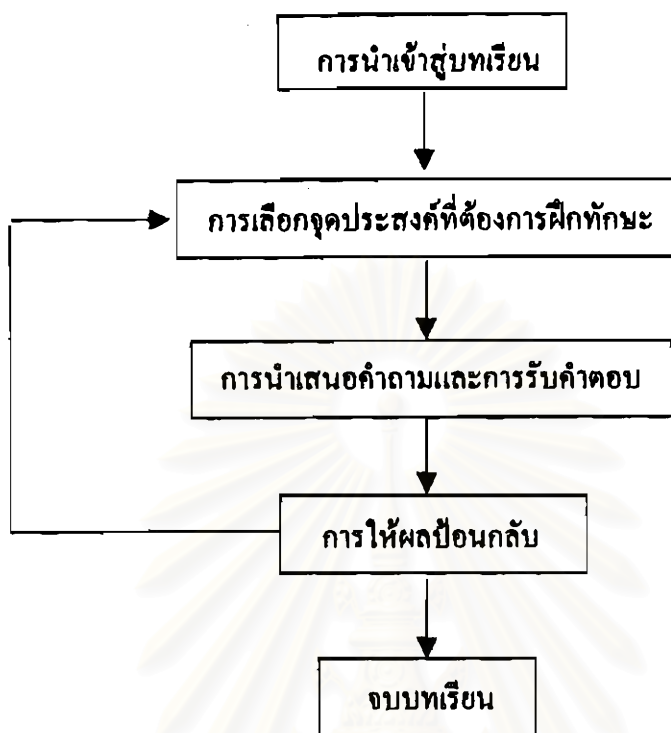 การนำเข้าสู่บทเรียน
การเลือกจุดประสงค์ที่ต้องการฝึกทักษะ
การนำเสนอคำถามและการรับคำตอบ
การให้ผลป้อนกลับ
จบบทเรียน